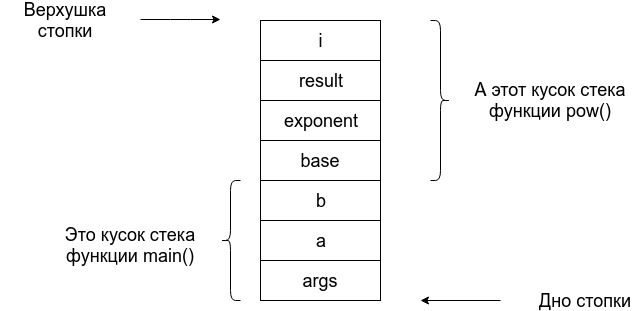 Верхушка
стопки
i
result
exponent
base
b
a
args
А этот кусок стека
функции pow()
Это кусок стека
функции main()
Дно стопки